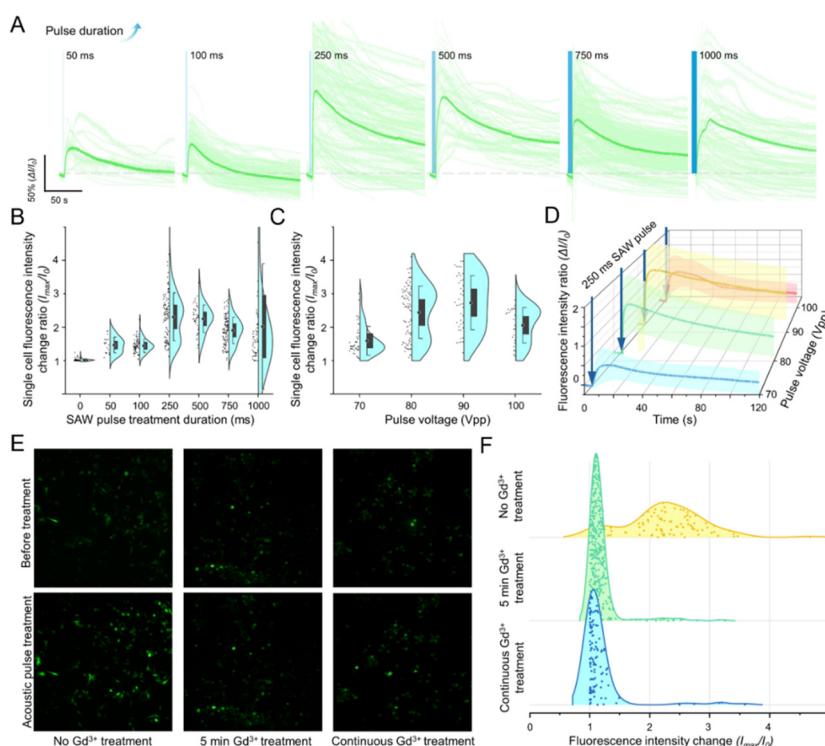 A
Pulse duration
50 ms
100 ms
250 ms
500 ms
750 ms
1000 ms
50% (ΔI/I₀)
50 s
B
Single cell fluorescence intensity
change ratio (Imax/I₀)
4
3
2
1
0
50
100
250
500
750
1000
SAW pulse treatment duration (ms)
C
Single cell fluorescence intensity
change ratio (Imax/I₀)
4
3
2
1
70
80
90
100
Pulse voltage (Vpp)
D
250 ms SAW pulse
Fluorescence intensity ratio (ΔI/I₀)
2
1
0
0
20
40
60
80
100
120
Time (s)
70
80
90
100
Pulse voltage (Vpp)
E
Before treatment
Acoustic pulse treatment
No Gd³⁺ treatment
5 min Gd³⁺ treatment
Continuous Gd³⁺ treatment
F
No Gd³⁺
treatment
5 min Gd³⁺
treatment
Continuous Gd³⁺
treatment
0
1
2
3
4
Fluorescence intensity change (Imax/I₀)